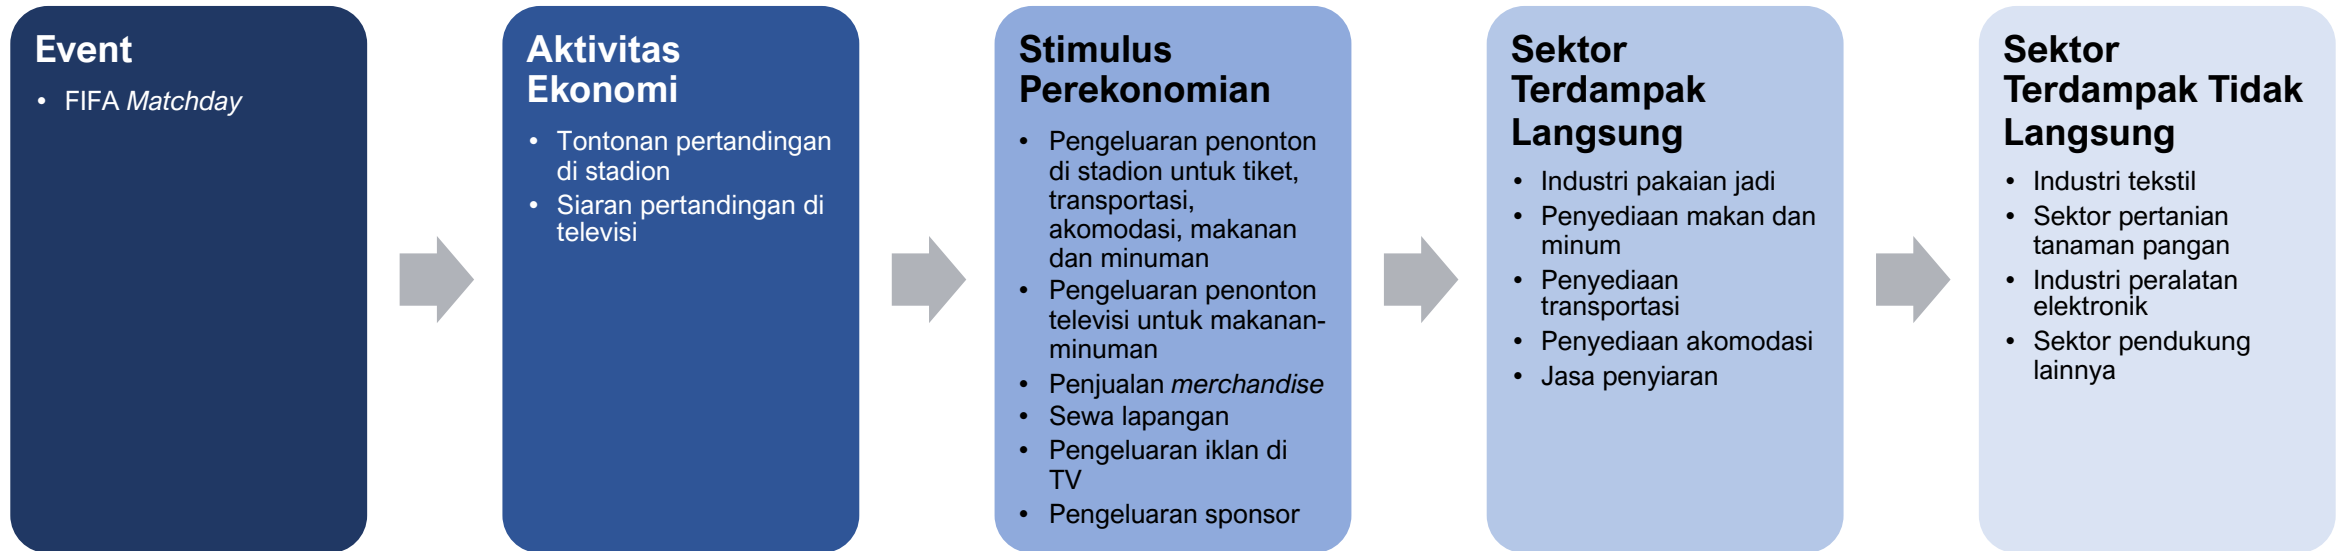 Event
• FIFA Matchday
Aktivitas
Ekonomi
• Tontonan pertandingan
di stadion
• Siaran pertandingan di
televisi
Stimulus
Perekonomian
• Pengeluaran penonton
di stadion untuk tiket,
transportasi,
akomodasi, makanan
dan minuman
• Pengeluaran penonton
televisi untuk makanan-
minuman
• Penjualan merchandise
• Sewa lapangan
• Pengeluaran iklan di
TV
• Pengeluaran sponsor
Sektor
Terdampak
Langsung
• Industri pakaian jadi
• Penyediaan makan dan
minum
• Penyediaan
transportasi
• Penyediaan akomodasi
• Jasa penyiaran
Sektor
Terdampak Tidak
Langsung
• Industri tekstil
• Sektor pertanian
tanaman pangan
• Industri peralatan
elektronik
• Sektor pendukung
lainnya